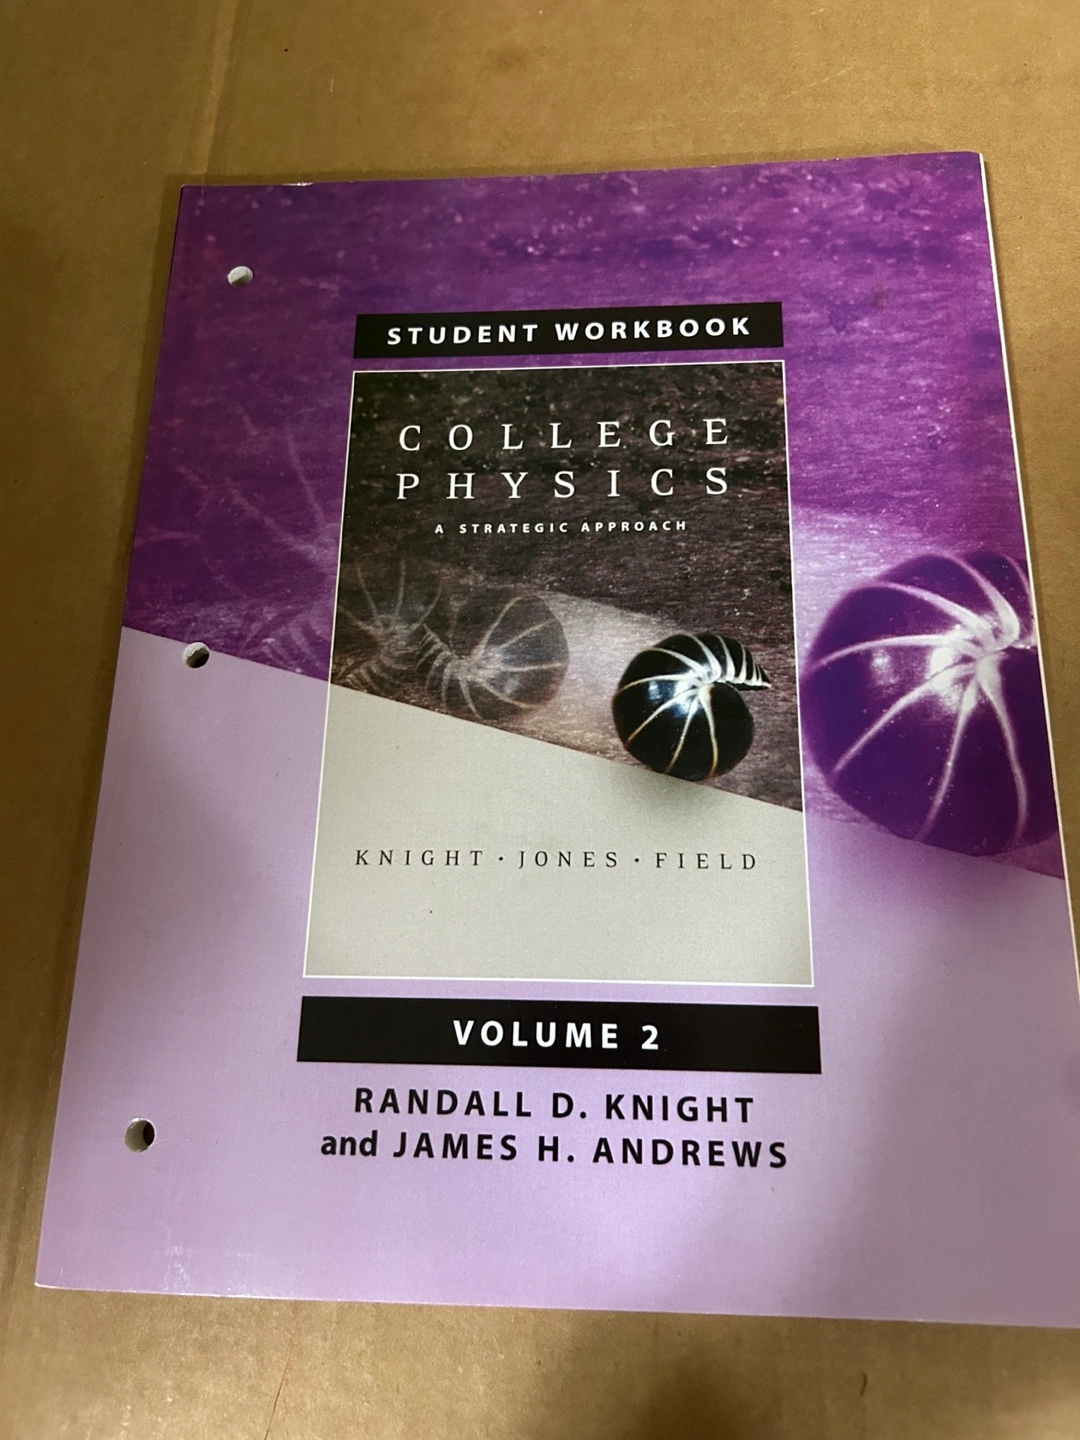 STUDENT WORKBOOK
COLLEGE
PHYSICS
A STRATEGIC APPROACH
KNIGHT · JONES · FIELD
VOLUME 2
RANDALL D. KNIGHT
and JAMES H. ANDREWS